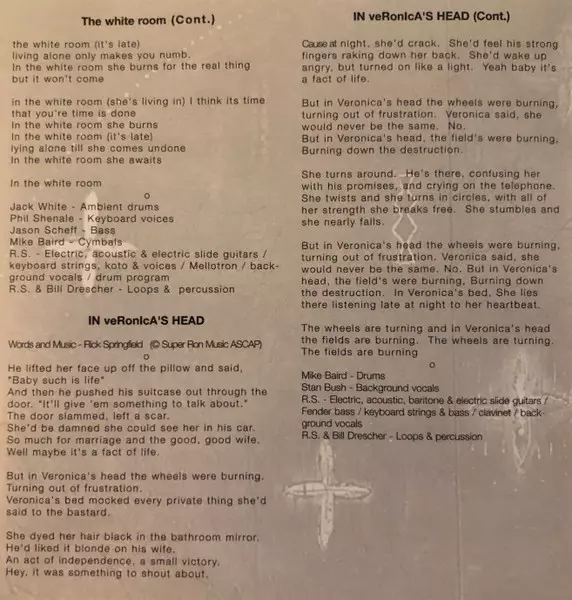 The white room (Cont.)
the white room (it's late)
living alone only makes you numb.
In the white room she burns for the real thing
but it won't come
in the white room (she's living in) I think its time
that you're time is done
In the white room she burns
In the white room (it's late)
lying alone till she comes undone
In the white room she awaits
In the white room
o
Jack White - Ambient drums
Phil Shenale - Keyboard voices
Jason Scheff - Bass
Mike Baird - Cymbals
R.S. - Electric, acoustic & electric slide guitars /
keyboard strings, koto & voices / Mellotron / back-
ground vocals / drum program
R.S. & Bill Drescher - Loops & percussion
IN veRonIcA'S HEAD
Words and Music - Rick Springfield (© Super Ron Music ASCAP)
o
He lifted her face up off the pillow and said,
"Baby such is life"
And then he pushed his suitcase out through the
door. "It'll give 'em something to talk about."
The door slammed, left a scar.
She'd be damned she could see her in his car.
So much for marriage and the good, good wife.
Well maybe it's a fact of life.
But in Veronica's head the wheels were burning.
Turning out of frustration.
Veronica's bed mocked every private thing she'd
said to the bastard.
She dyed her hair black in the bathroom mirror.
He'd liked it blonde on his wife.
An act of independence, a small victory.
Hey, it was something to shout about.
IN veRonIcA'S HEAD (Cont.)
Cause at night, she'd crack. She'd feel his strong
fingers raking down her back. She'd wake up
angry, but turned on like a light. Yeah baby it's
a fact of life.
But in Veronica's head the wheels were burning,
turning out of frustration. Veronica said, she
would never be the same. No.
But in Veronica's head, the field's were burning,
Burning down the destruction.
She turns around. He's there, confusing her
with his promises, and crying on the telephone.
She twists and she turns in circles, with all of
her strength she breaks free. She stumbles and
she nearly falls.
But in Veronica's head the wheels were burning,
turning out of frustration. Veronica said, she
would never be the same. No. But in Veronica's
head, the field's were burning, Burning down
the destruction. In Veronica's bed, She lies
there listening late at night to her heartbeat.
The wheels are turning and in Veronica's head
the fields are burning. The wheels are turning.
The fields are burning
o
Mike Baird - Drums
Stan Bush - Background vocals
R.S. - Electric, acoustic, baritone & electric slide guitars /
Fender bass / keyboard strings & bass / clavinet / back-
ground vocals
R.S. & Bill Drescher - Loops & percussion